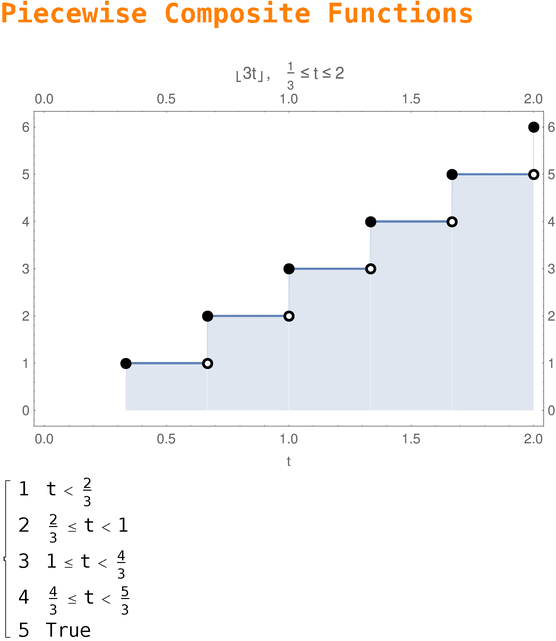 Piecewise Composite Functions
⌊3t⌋, 1/3 ≤ t ≤ 2
0.0 0.5 1.0 1.5 2.0
6 6
5 5
4 4
3 3
2 2
1 1
0 0
0.0 0.5 1.0 1.5 2.0
t
1 t < 2/3
2 2/3 ≤ t < 1
3 1 ≤ t < 4/3
4 4/3 ≤ t < 5/3
5 True